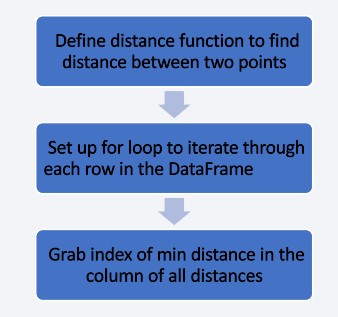 Define distance function to find
distance between two points
Set up for loop to iterate through
each row in the DataFrame
Grab index of min distance in the
column of all distances